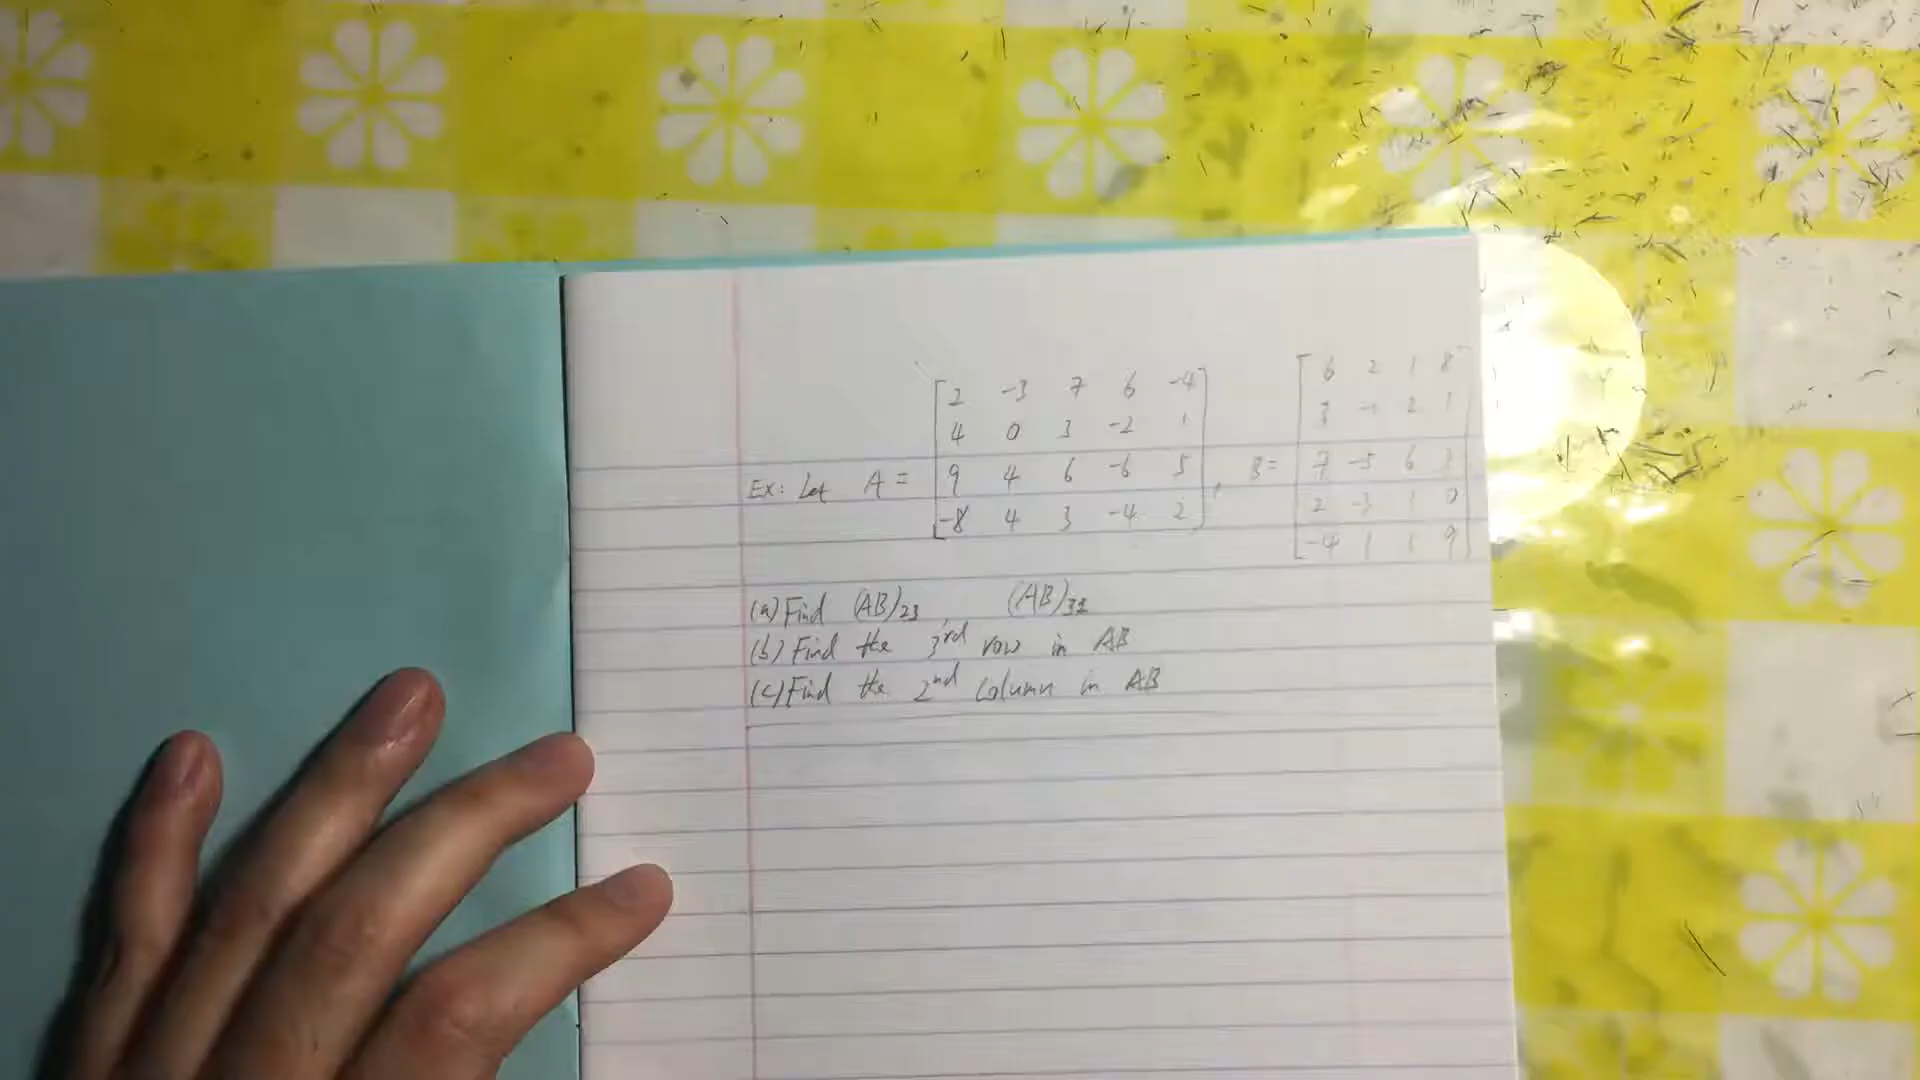 2 -3 7 6 -4
4 0 3 -2 1
Ex: Let A = 9 4 6 -6 5 ,
-8 4 3 -4 2
B =
6 2 1 8
2 1
7 -5 6 3
2 -3 1 0
-4 1 1 9
(a) Find (AB)23, (AB)31
(b) Find the 3rd row in AB
(c) Find the 2nd column in AB